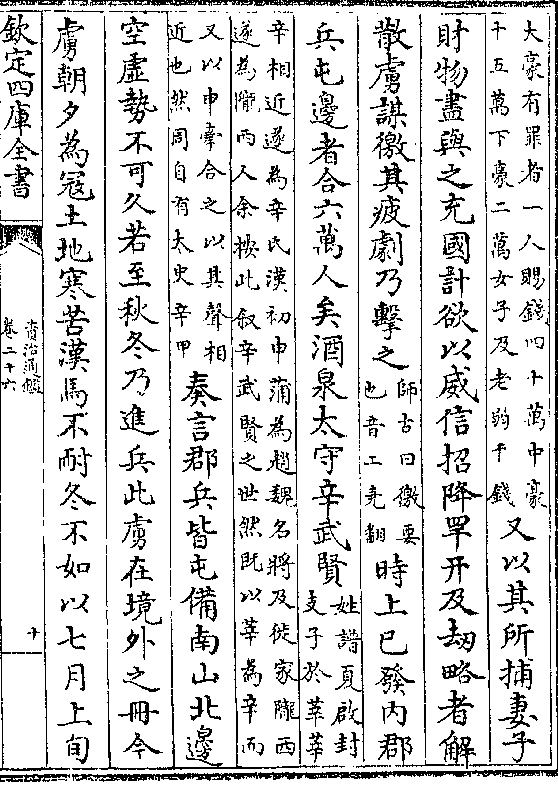 大豪有罪者一人賜錢四十萬中豪
十五萬下豪二萬女子及老弱千錢
又以其所捕妻子
財物盡與之充國計欲以威信招降䍐开及刼略者解
散虜謀徼其疲劇乃擊之
師古曰徼要
也音工堯翻
時上已發内郡
兵屯邊者合六萬人矣酒泉太守辛武賢
姓譜夏啟封
支子於莘莘
辛相近遂為辛氏漢初申蒲為趙魏名將及徙家隴西
遂為隴西人余按此叙辛武賢之世然既以莘為辛而
又以申牽合之以其聲相
近也然周自有太史辛甲
奏言郡兵皆屯備南山北邊
空虛勢不可久若至秋冬乃進兵此虜在境外之冊今
虜朝夕為寇土地寒苦漢馬不耐冬不如以七月上旬
欽定四庫全書
資治通鑑
卷二十六
十